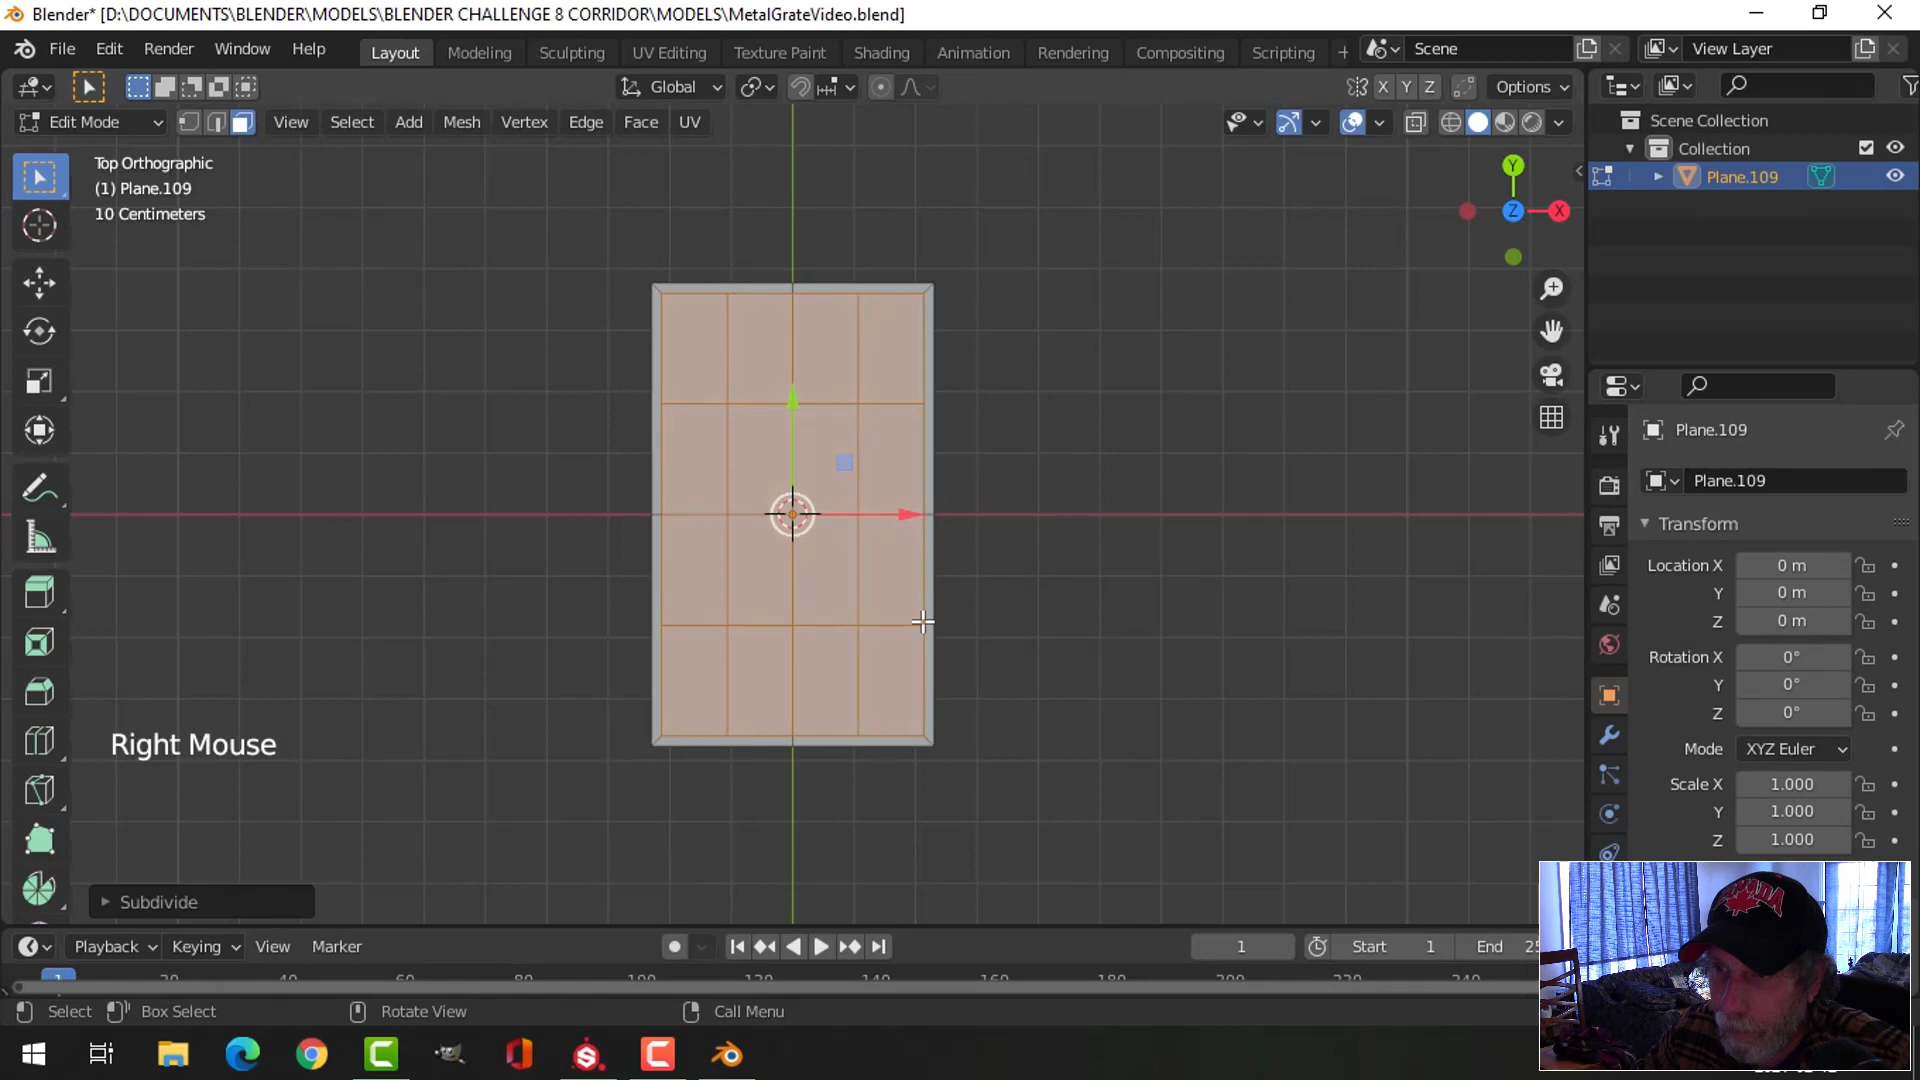 Blender* [D:\DOCUMENTS\BLENDER\MODELS\BLENDER CHALLENGE 8 CORRIDOR\MODELS\MetalGrateVideo.blend]
File Edit Render Window Help
Layout Modeling Sculpting UV Editing Texture Paint Shading Animation Rendering Compositing Scripting +
Scene
View Layer
Global
X Y Z
Options
Edit Mode
View Select Add Mesh Vertex Edge Face UV
Scene Collection
Collection
Plane.109
Top Orthographic
(1) Plane.109
10 Centimeters
Y
Z
X
Plane.109
Plane.109
Transform
Location X 0 m
Y 0 m
Z 0 m
Rotation X 0°
Y 0°
Z 0°
Mode XYZ Euler
Scale X 1.000
Y 1.000
Z 1.000
Right Mouse
Subdivide
Playback Keying View Marker
1
Start 1
End
1
Select Box Select Rotate View Call Menu
CANADA